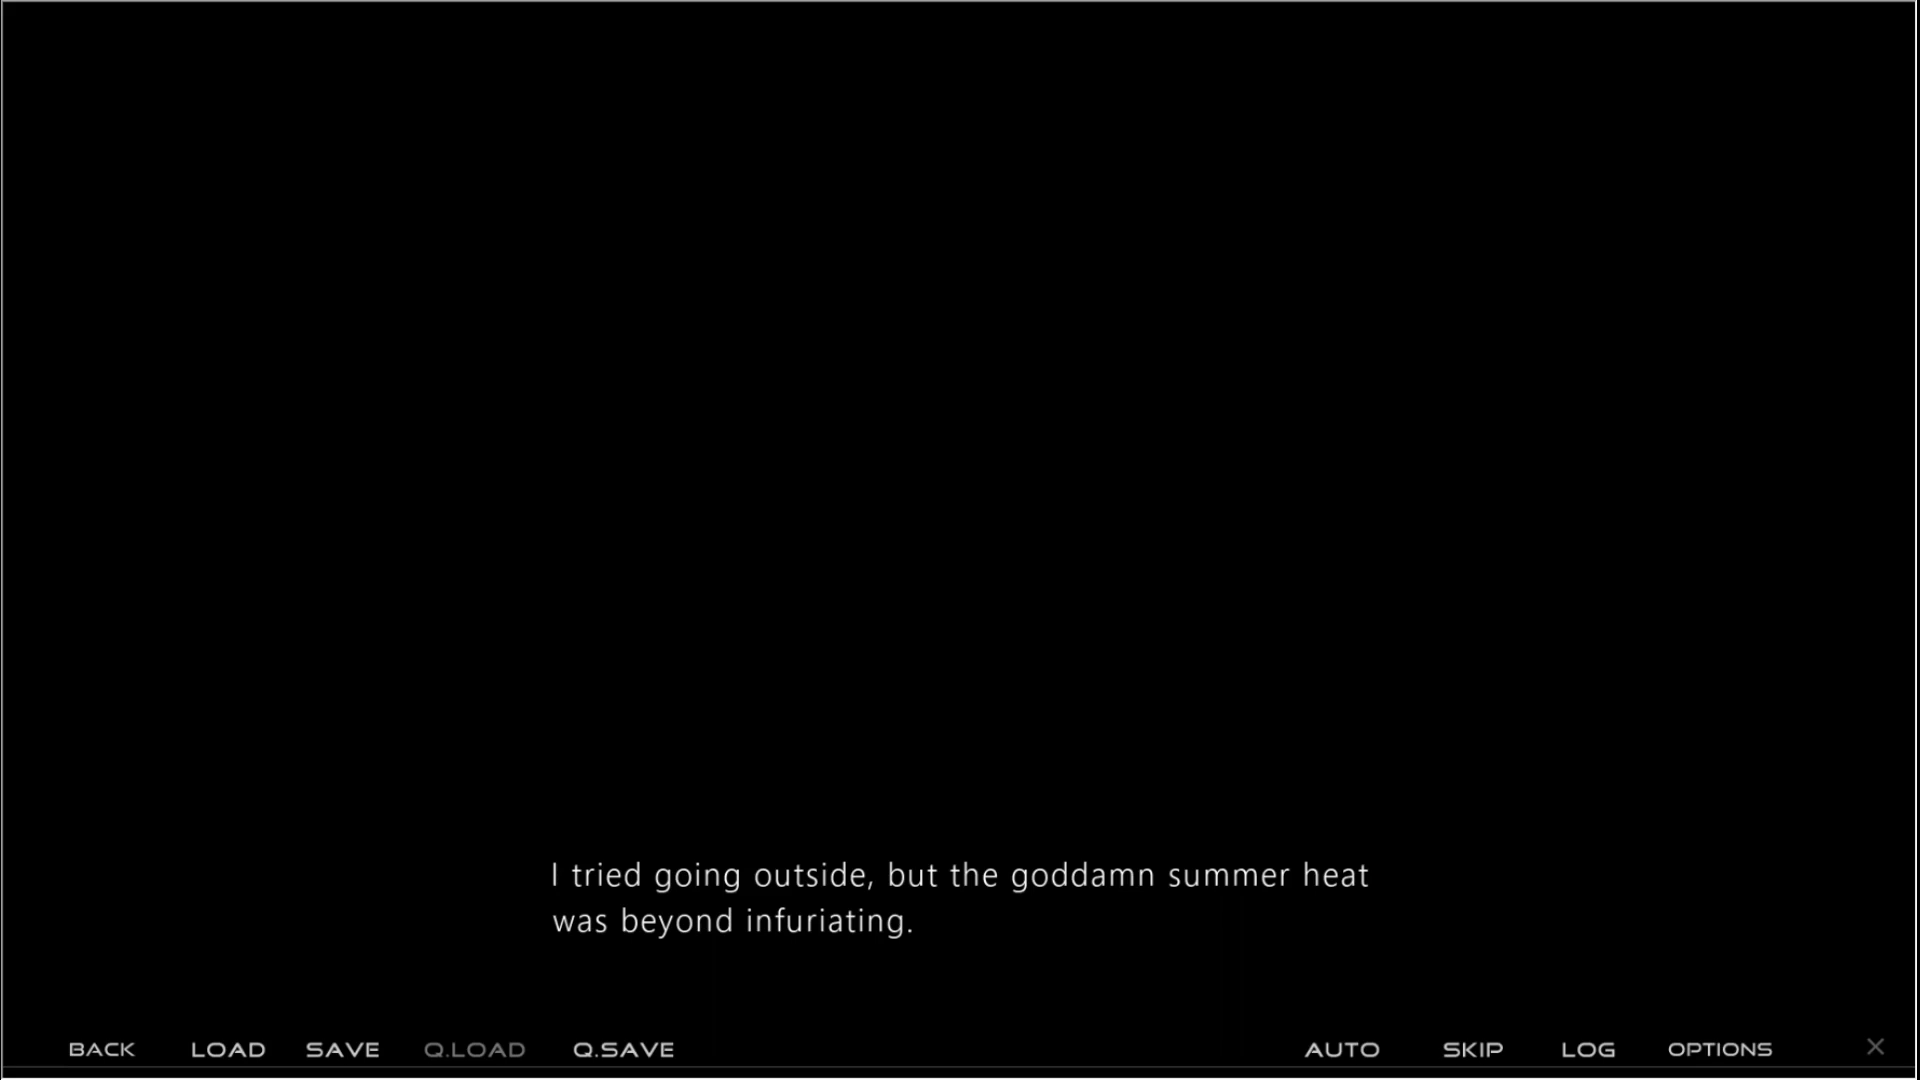 I tried going outside, but the goddamn summer heat
was beyond infuriating.
BACK LOAD SAVE Q.LOAD Q.SAVE AUTO SKIP LOG OPTIONS